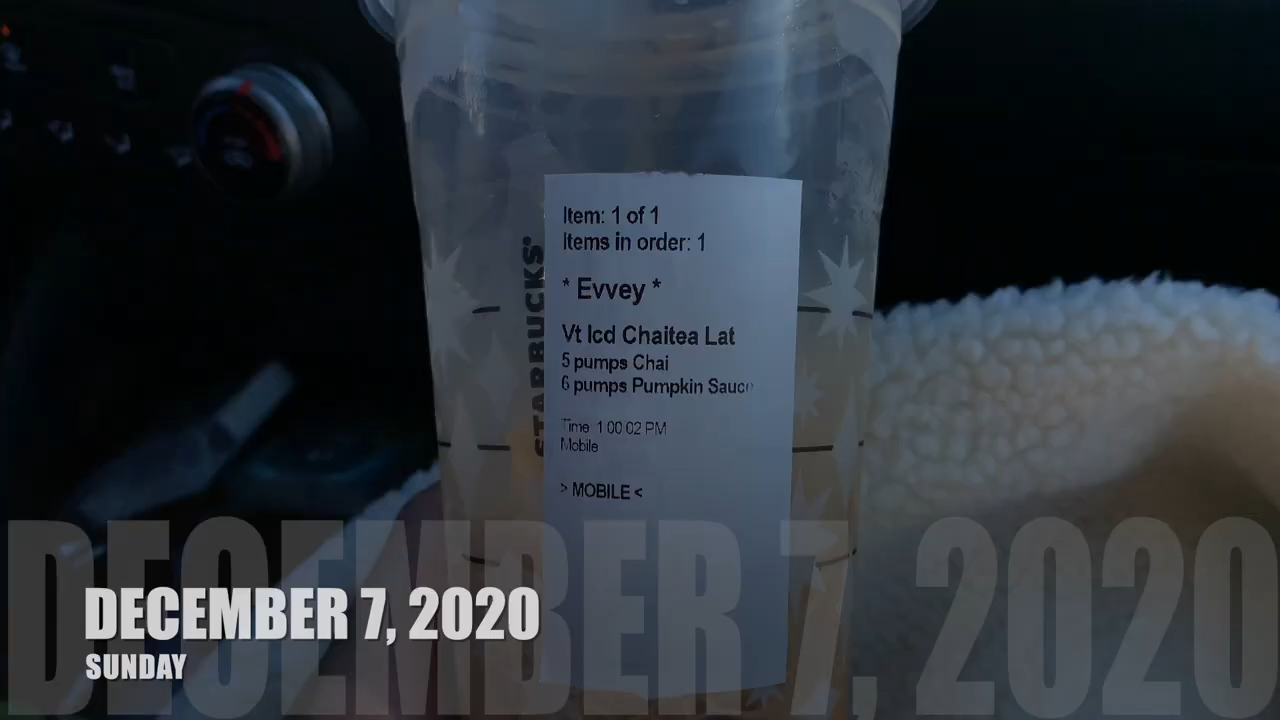 Item: 1 of 1
Items in order: 1
* Evvey *
Vt Icd Chaitea Lat
5 pumps Chai
6 pumps Pumpkin Sauc
Time: 1:00:02 PM
Mobile
> MOBILE <
STARBUCKS®
DECEMBER 7, 2020
DECEMBER 7, 2020
SUNDAY